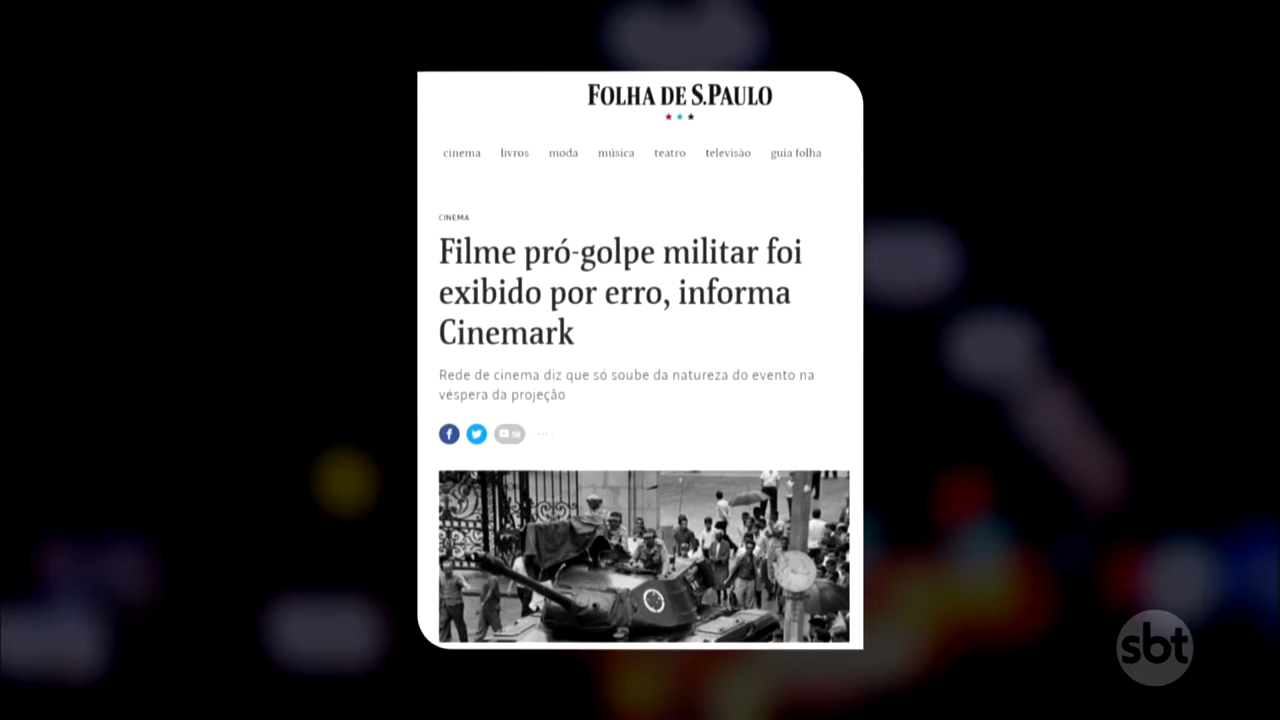 FOLHA DE S.PAULO
cinema livros moda música teatro televisão guia folha
CINEMA
Filme pró-golpe militar foi
exibido por erro, informa
Cinemark
Rede de cinema diz que só soube da natureza do evento na
véspera da projeção
sbt